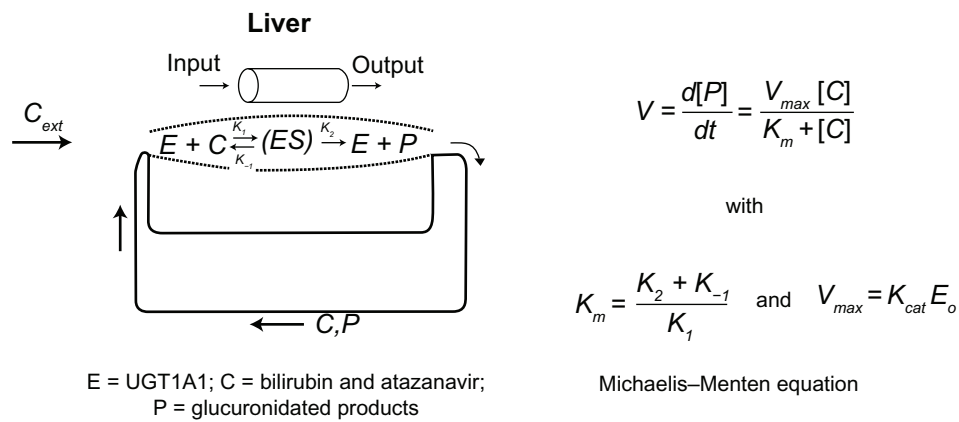 Liver
Input Output
C_ext
E + C K_1 K_−1 (ES) K_2 E + P
C,P
E = UGT1A1; C = bilirubin and atazanavir;
P = glucuronidated products
V = d[P]/dt = V_max [C]/K_m + [C]
with
K_m = K_2 + K_−1/K_1 and V_max = K_cat E_o
Michaelis–Menten equation